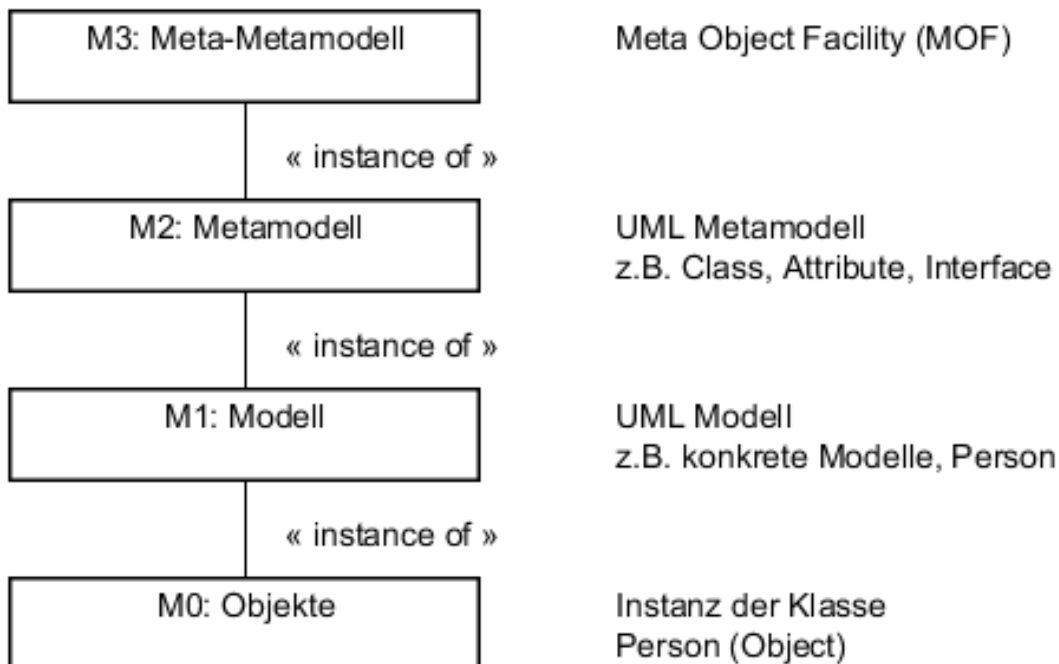 M3: Meta-Metamodell
Meta Object Facility (MOF)
« instance of »
M2: Metamodell
UML Metamodell
z.B. Class, Attribute, Interface
« instance of »
M1: Modell
UML Modell
z.B. konkrete Modelle, Person
« instance of »
M0: Objekte
Instanz der Klasse
Person (Object)